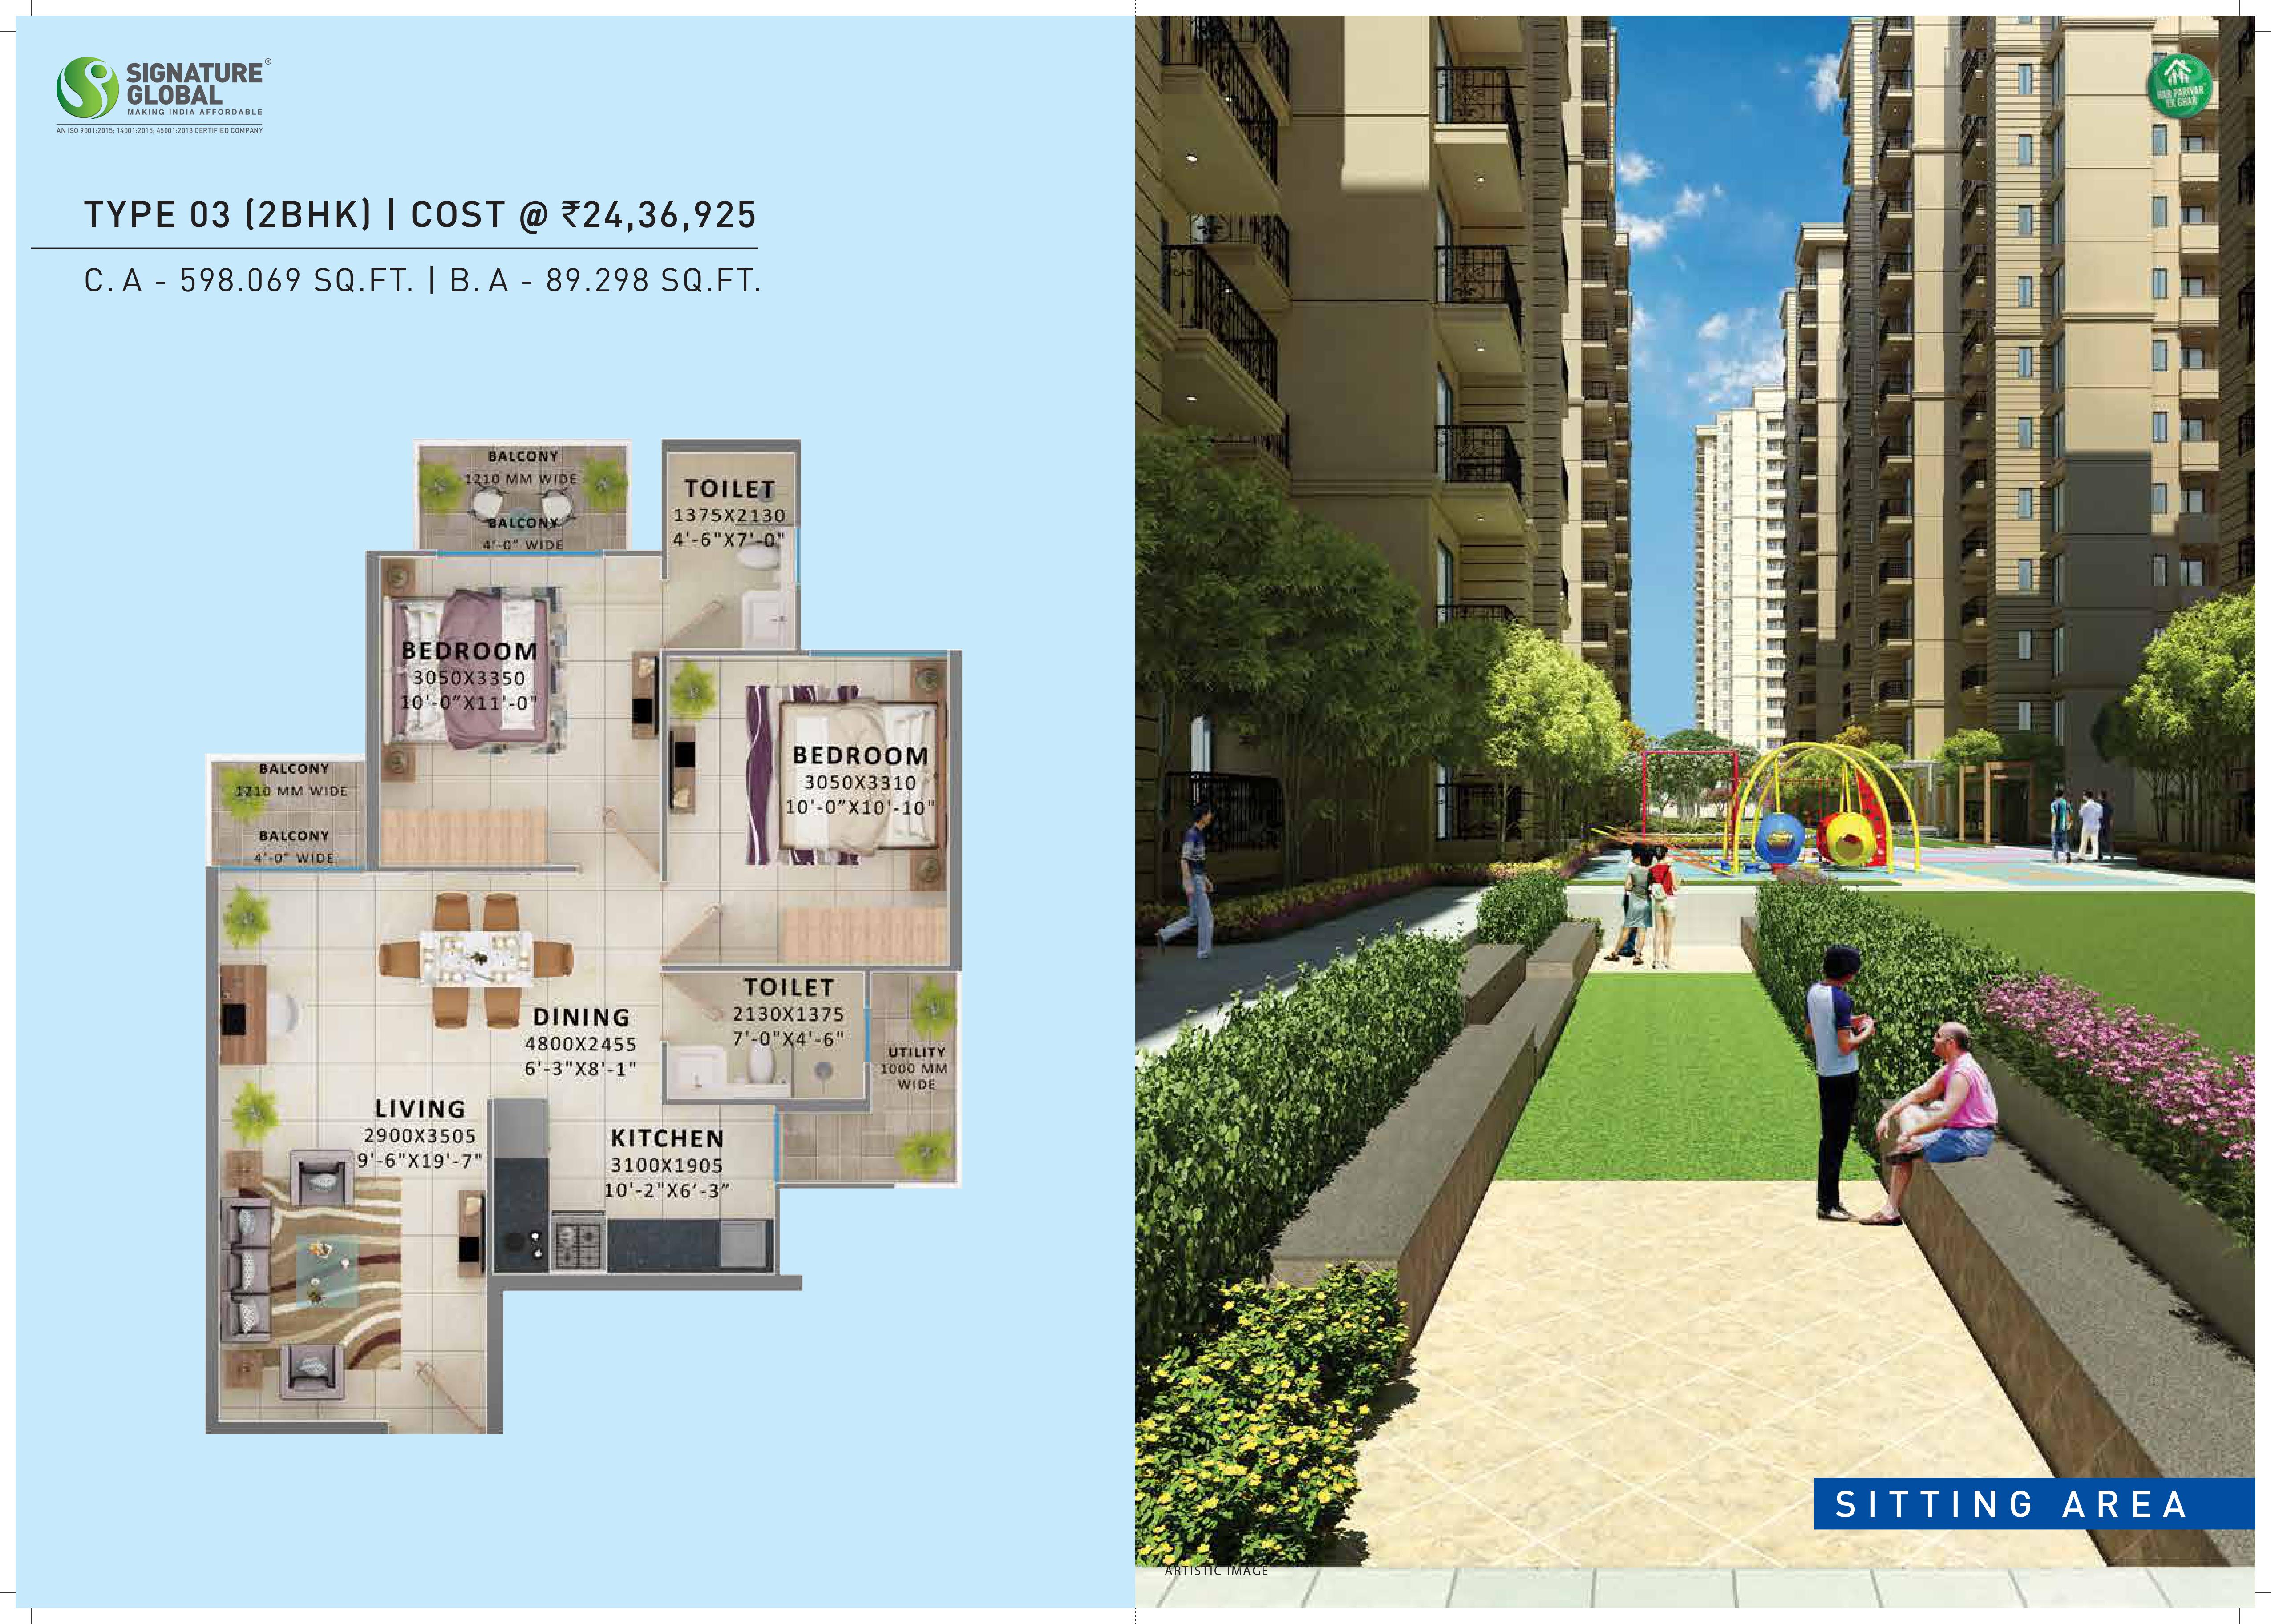 SIGNATURE®
GLOBAL
MAKING INDIA AFFORDABLE
AN ISO 9001:2015; 14001:2015; 45001:2018 CERTIFIED COMPANY
TYPE 03 (2BHK) | COST @ ₹24,36,925
C. A - 598.069 SQ.FT. | B. A - 89.298 SQ.FT.
BALCONY
1210 MM WIDE
BALCONY
4'-0" WIDE
TOILET
1375X2130
4'-6"X7'-0"
BEDROOM
3050X3350
10'-0"X11'-0"
BEDROOM
3050X3310
10'-0"X10'-10"
BALCONY
1210 MM WIDE
BALCONY
4'-0" WIDE
TOILET
2130X1375
7'-0"X4'-6"
DINING
4800X2455
6'-3"X8'-1"
UTILITY
1000 MM
WIDE
LIVING
2900X3505
9'-6"X19'-7"
KITCHEN
3100X1905
10'-2"X6'-3"
HAR PARIVAR
EK GHAR
SITTING AREA
ARTISTIC IMAGE